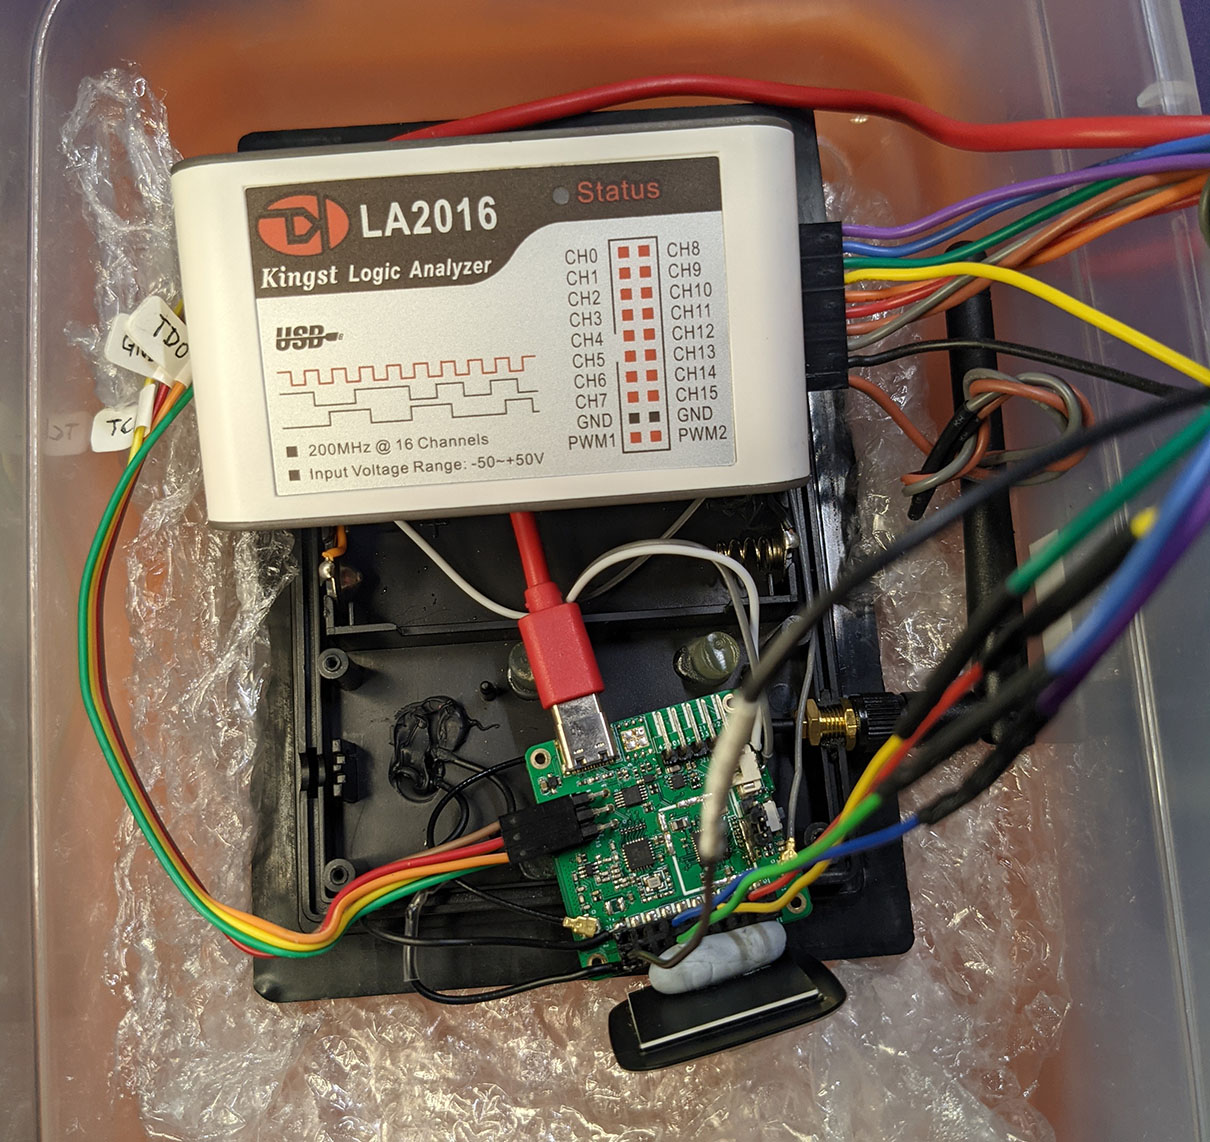 LA2016
Status
Kingst Logic Analyzer
USB
CH0 CH8
CH1 CH9
CH2 CH10
CH3 CH11
CH4 CH12
CH5 CH13
CH6 CH14
CH7 CH15
GND GND
PWM1 PWM2
200MHz @ 16 Channels
Input Voltage Range: -50~+50V
TDO